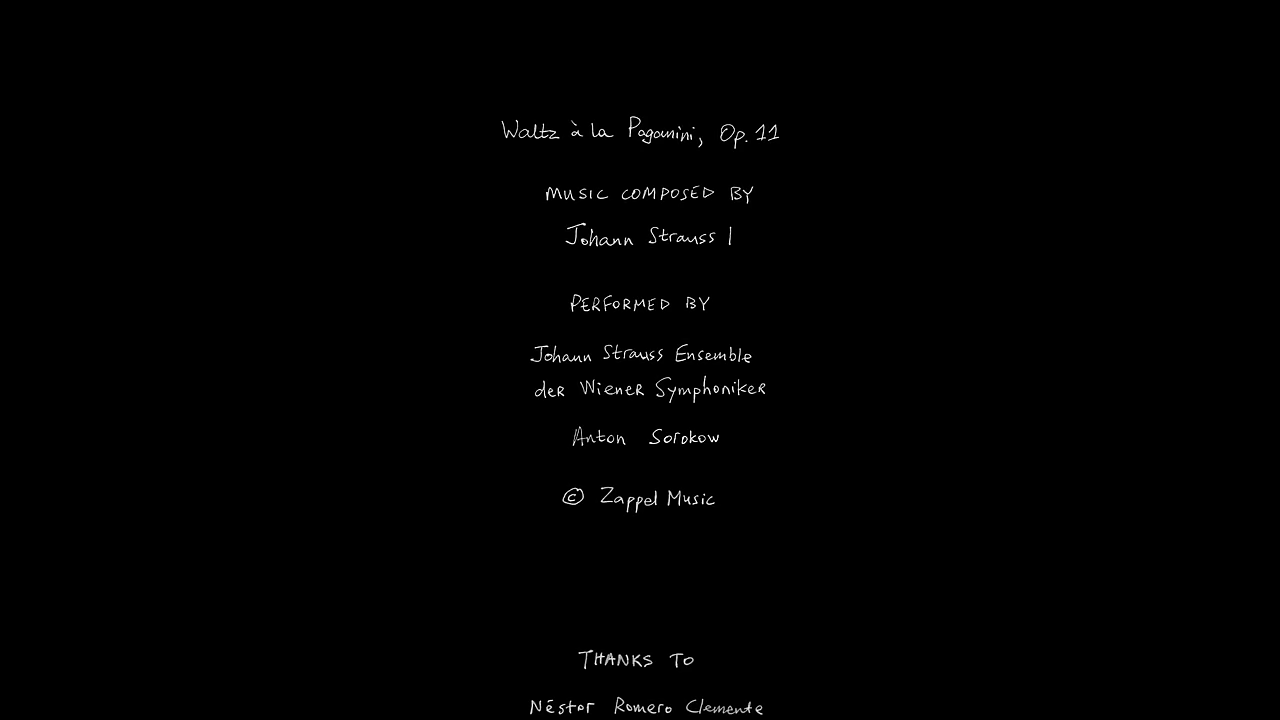 Waltz à la Paganini, Op. 11
MUSIC COMPOSED BY
Johann Strauss I
PERFORMED BY
Johann Strauss Ensemble
der Wiener Symphoniker
Anton Sorokow
© Zappel Music
THANKS TO
Néstor Romero Clemente